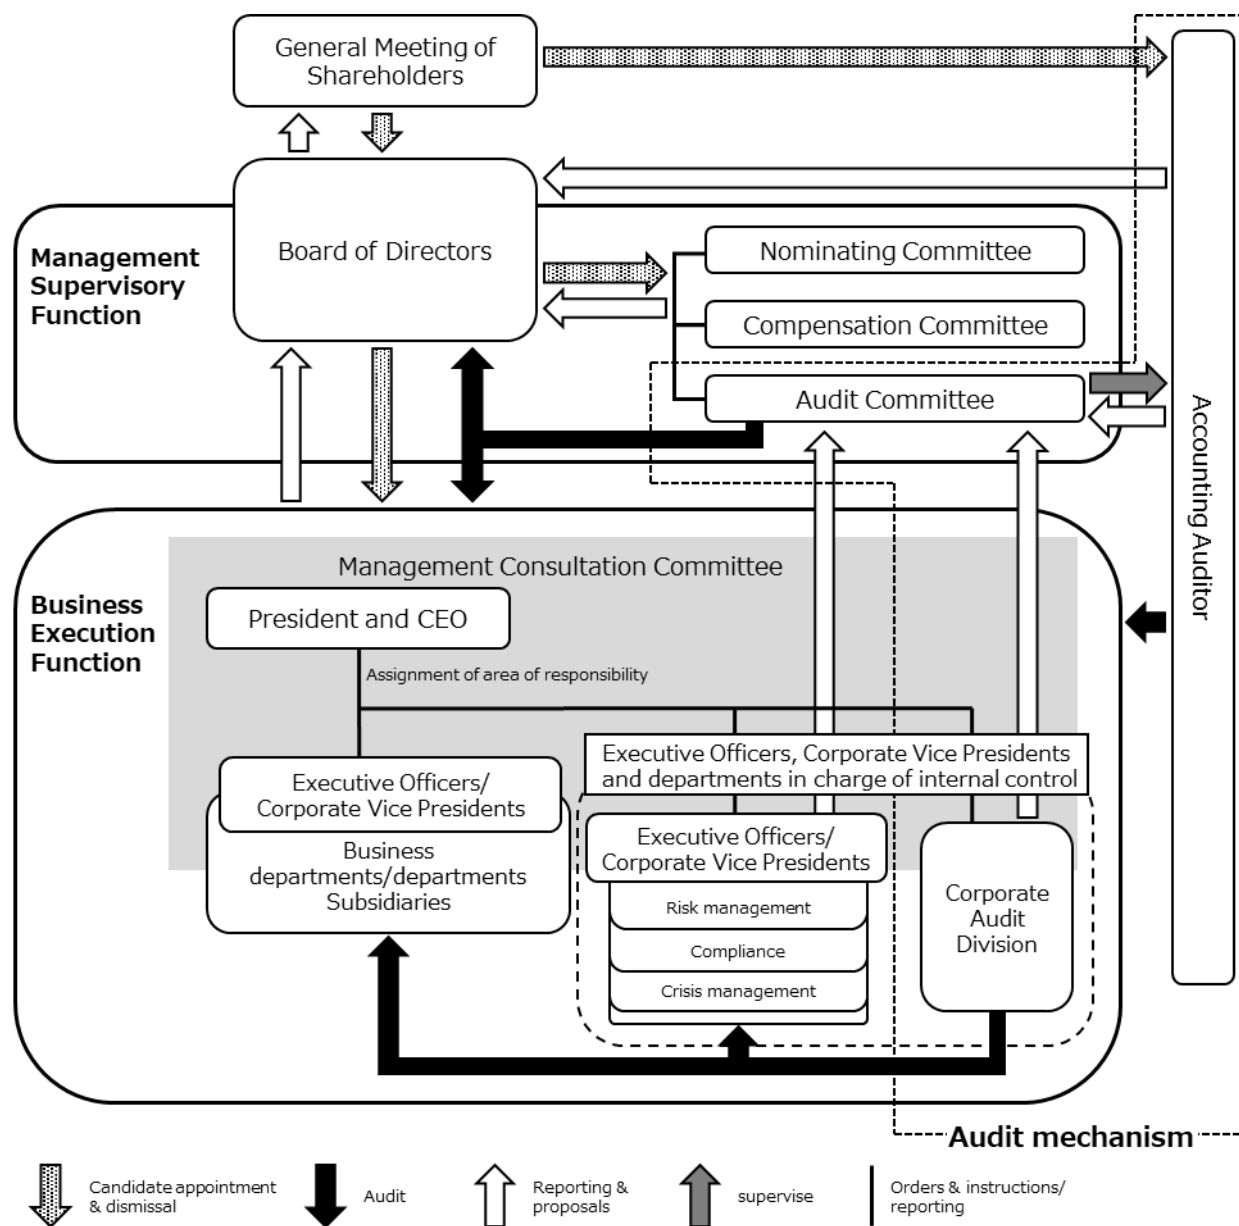 General Meeting of
Shareholders
Board of Directors
Management
Supervisory
Function
Nominating Committee
Compensation Committee
Audit Committee
Accounting Auditor
Management Consultation Committee
Business
Execution
Function
President and CEO
Assignment of area of responsibility
Executive Officers/
Corporate Vice Presidents
Business
departments/departments
Subsidiaries
Executive Officers, Corporate Vice Presidents
and departments in charge of internal control
Executive Officers/
Corporate Vice Presidents
Risk management
Compliance
Crisis management
Corporate
Audit
Division
Audit mechanism
Candidate appointment
& dismissal
Audit
Reporting &
proposals
supervise
Orders & instructions/
reporting